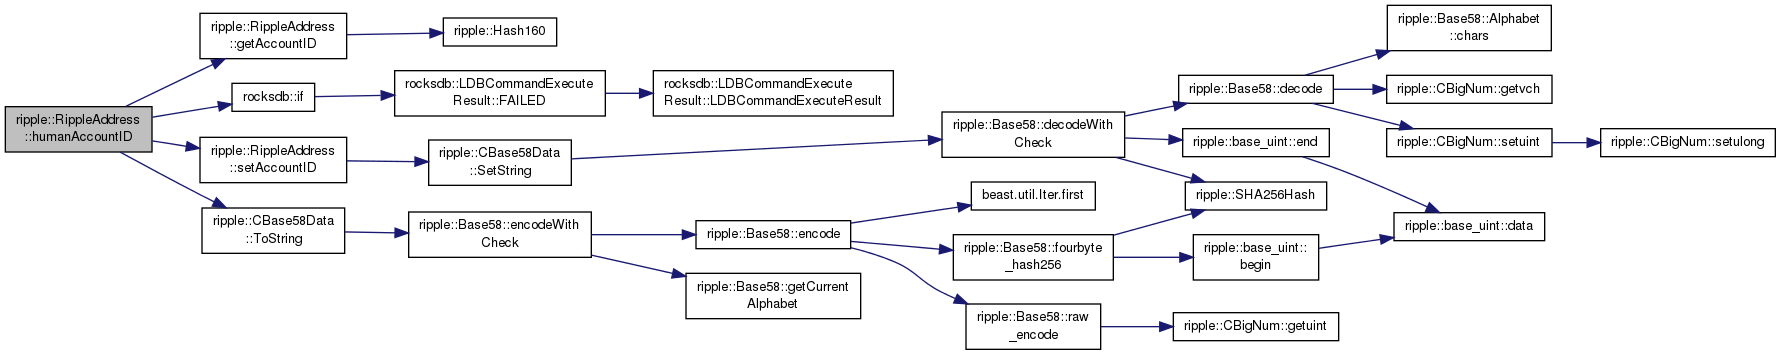 ripple::RippleAddress
::humanAccountID
ripple::RippleAddress
::getAccountID
ripple::Hash160
rocksdb::if
rocksdb::LDBCommandExecute
Result::FAILED
rocksdb::LDBCommandExecute
Result::LDBCommandExecuteResult
ripple::RippleAddress
::setAccountID
ripple::CBase58Data
::SetString
ripple::Base58::decodeWith
Check
ripple::Base58::decode
ripple::Base58::Alphabet
::chars
ripple::CBigNum::getvch
ripple::CBigNum::setuint
ripple::CBigNum::setulong
ripple::base_uint::end
ripple::SHA256Hash
ripple::base_uint::data
ripple::CBase58Data
::ToString
ripple::Base58::encodeWith
Check
ripple::Base58::encode
beast.util.Iter.first
ripple::Base58::fourbyte
_hash256
ripple::base_uint::
begin
ripple::Base58::getCurrent
Alphabet
ripple::Base58::raw
_encode
ripple::CBigNum::getuint